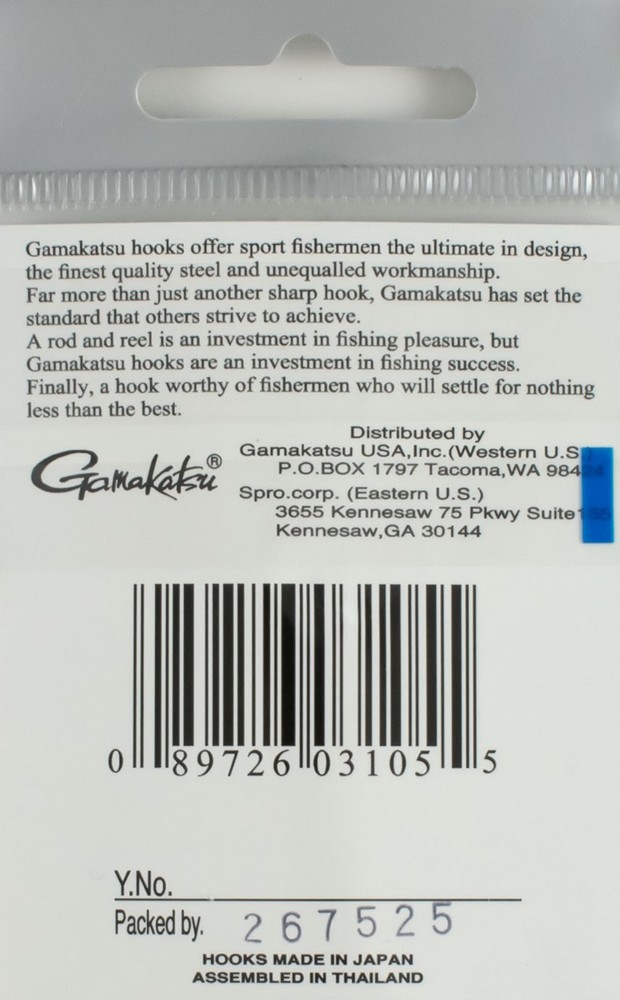 Gamakatsu hooks offer sport fishermen the ultimate in design,
the finest quality steel and unequalled workmanship.
Far more than just another sharp hook, Gamakatsu has set the
standard that others strive to achieve.
A rod and reel is an investment in fishing pleasure, but
Gamakatsu hooks are an investment in fishing success.
Finally, a hook worthy of fishermen who will settle for nothing
less than the best.
Distributed by
Gamakatsu®
Gamakatsu USA,Inc.(Western U.S
P.O.BOX 1797 Tacoma,WA
Spro.corp. (Eastern U.S.)
3655 Kennesaw 75 Pkwy Suite
Kennesaw,GA 30144
0 89726 03105 5
Y.No.
Packed by. 267525
HOOKS MADE IN JAPAN
ASSEMBLED IN THAILAND